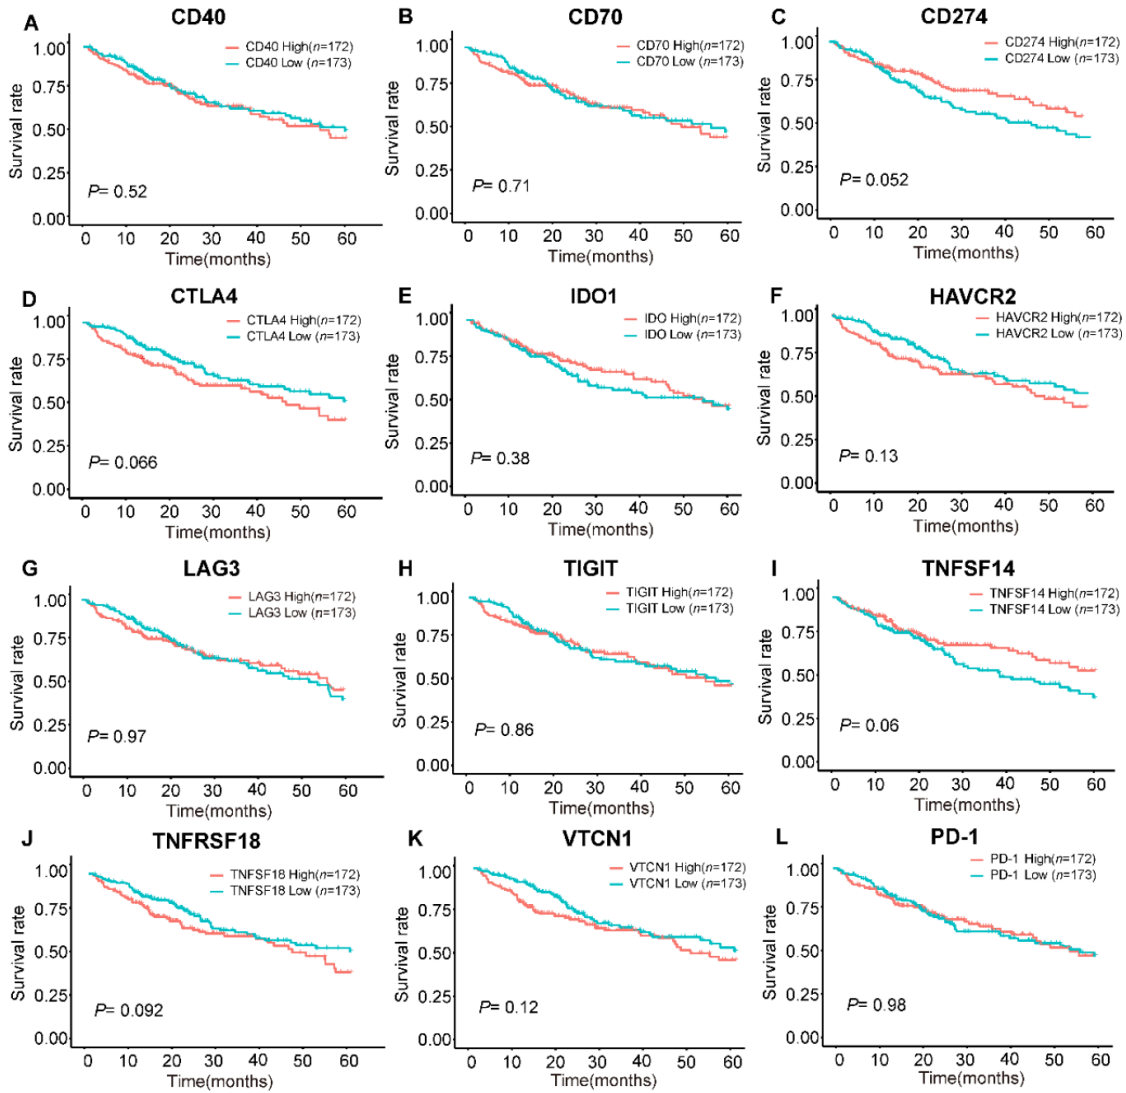 A
CD40
CD40 High(n=172)
CD40 Low (n=173)
Survival rate
1.00
0.75
0.50
0.25
0.00
P= 0.52
0 10 20 30 40 50 60
Time(months)
B
CD70
CD70 High(n=172)
CD70 Low (n=173)
Survival rate
1.00
0.75
0.50
0.25
0.00
P= 0.71
0 10 20 30 40 50 60
Time(months)
C
CD274
CD274 High(n=172)
CD274 Low (n=173)
Survival rate
1.00
0.75
0.50
0.25
0.00
P= 0.052
0 10 20 30 40 50 60
Time(months)
D
CTLA4
CTLA4 High(n=172)
CTLA4 Low(n=173)
Survival rate
1.00
0.75
0.50
0.25
0.00
P= 0.066
0 10 20 30 40 50 60
Time(months)
E
IDO1
IDO High(n=172)
IDO Low(n=173)
Survival rate
1.00
0.75
0.50
0.25
0.00
P= 0.38
0 10 20 30 40 50 60
Time(months)
F
HAVCR2
HAVCR2 High(n=172)
HAVCR2 Low (n=173)
Survival rate
1.00
0.75
0.50
0.25
0.00
P= 0.13
0 10 20 30 40 50 60
Time(months)
G
LAG3
LAG3 High(n=172)
LAG3 Low (n=173)
Survival rate
1.00
0.75
0.50
0.25
0.00
P= 0.97
0 10 20 30 40 50 60
Time(months)
H
TIGIT
TIGIT High(n=172)
TIGIT Low(n=173)
Survival rate
1.00
0.75
0.50
0.25
0.00
P= 0.86
0 10 20 30 40 50 60
Time(months)
I
TNFSF14
TNFSF14 High(n=172)
TNFSF14 Low (n=173)
Survival rate
1.00
0.75
0.50
0.25
0.00
P= 0.06
0 10 20 30 40 50 60
Time(months)
J
TNFRSF18
TNFSF18 High(n=172)
TNFSF18 Low (n=173)
Survival rate
1.00
0.75
0.50
0.25
0.00
P= 0.092
0 10 20 30 40 50 60
Time(months)
K
VTCN1
VTCN1 High(n=172)
VTCN1 Low (n=173)
Survival rate
1.00
0.75
0.50
0.25
0.00
P= 0.12
0 10 20 30 40 50 60
Time(months)
L
PD-1
PD-1 High(n=172)
PD-1 Low(n=173)
Survival rate
1.00
0.75
0.50
0.25
0.00
P= 0.98
0 10 20 30 40 50 60
Time(months)